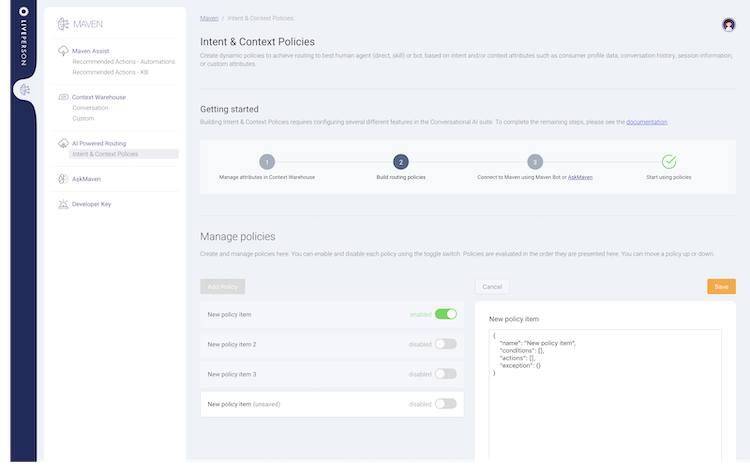 LIVEPERSON
MAVEN
Maven Assist
Recommended Actions - Automations
Recommended Actions - KB
Context Warehouse
Conversation
Custom
AI Powered Routing
Intent & Context Policies
AskMaven
Developer Key
Maven / Intent & Context Policies
Intent & Context Policies
Create dynamic policies to achieve routing to best human agent (direct, skill) or bot, based on intent and/or context attributes such as consumer profile data, conversation history, session information,
or custom attributes.
Getting started
Building Intent & Context Policies requires configuring several different features in the Conversational AI suite. To complete the remaining steps, please see the documentation
1
2
3
Manage attributes in Context Warehouse
Build routing policies
Connect to Maven using Maven Bot or AskMaven
Start using policies
Manage policies
Create and manage policies here. You can enable and disable each policy using the toggle switch. Policies are evaluated in the order they are presented here. You can move a policy up or down.
Add Policy
Cancel
Save
New policy item enabled
New policy item 2 disabled
New policy item 3 disabled
New policy item (unsaved) disabled
New policy item
{
"name": "New policy item",
"conditions": [],
"actions": [],
"exception": {}
}